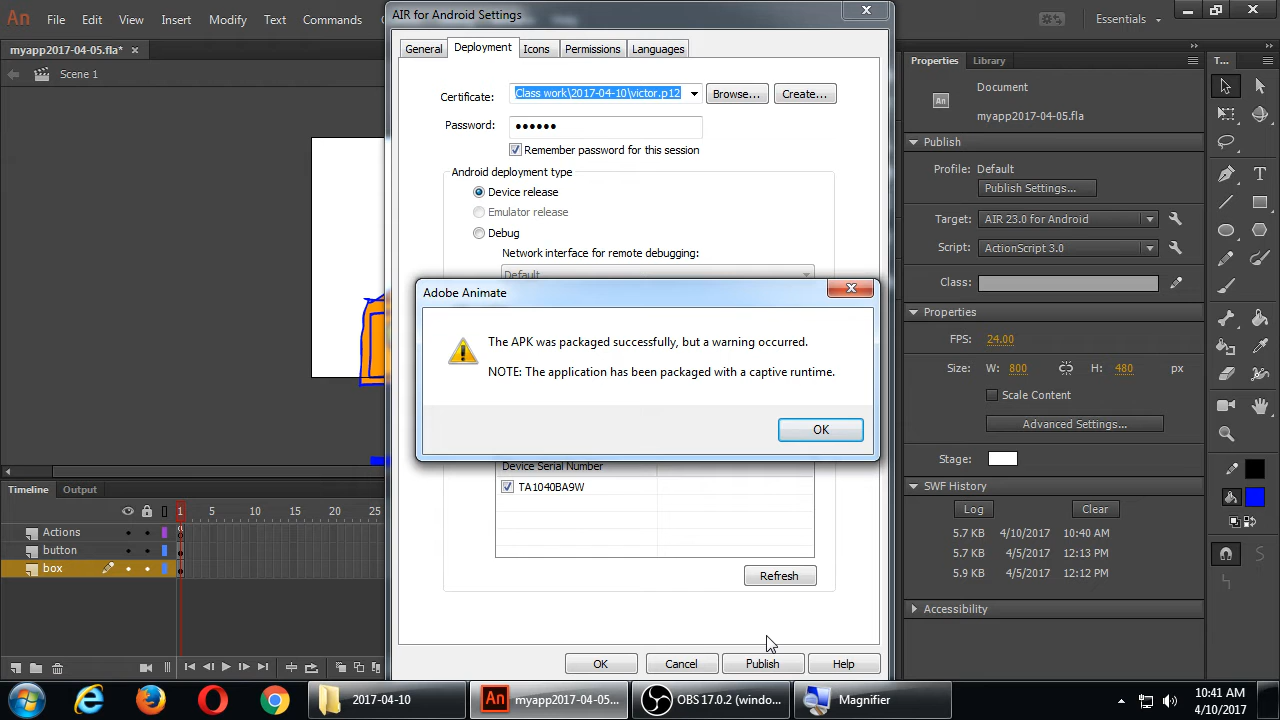 An
File
Edit
View
Insert
Modify
Text
Commands
Essentials
AIR for Android Settings
myapp2017-04-05.fla*
Scene 1
General
Deployment
Icons
Permissions
Languages
Certificate:
Class work\2017-04-10\victor.p12
Browse...
Create...
Password:
Remember password for this session
Android deployment type
Device release
Emulator release
Debug
Network interface for remote debugging:
Default
Adobe Animate
The APK was packaged successfully, but a warning occurred.
NOTE: The application has been packaged with a captive runtime.
OK
Device Serial Number
TA1040BA9W
Refresh
OK
Cancel
Publish
Help
Properties
Library
T...
An
Document
myapp2017-04-05.fla
Publish
Profile:
Default
Publish Settings...
Target:
AIR 23.0 for Android
Script:
ActionScript 3.0
Class:
Properties
FPS:
24.00
Size:
W:
800
H:
480
px
Scale Content
Advanced Settings...
Stage:
SWF History
Log
Clear
5.7 KB 4/10/2017 10:40 AM
5.7 KB 4/5/2017 12:13 PM
5.9 KB 4/5/2017 12:12 PM
Accessibility
Timeline
Output
1 5 10 15 20 25
Actions
button
box
2017-04-10
An
myapp2017-04-05...
OBS 17.0.2 (windo...
Magnifier
10:41 AM
4/10/2017